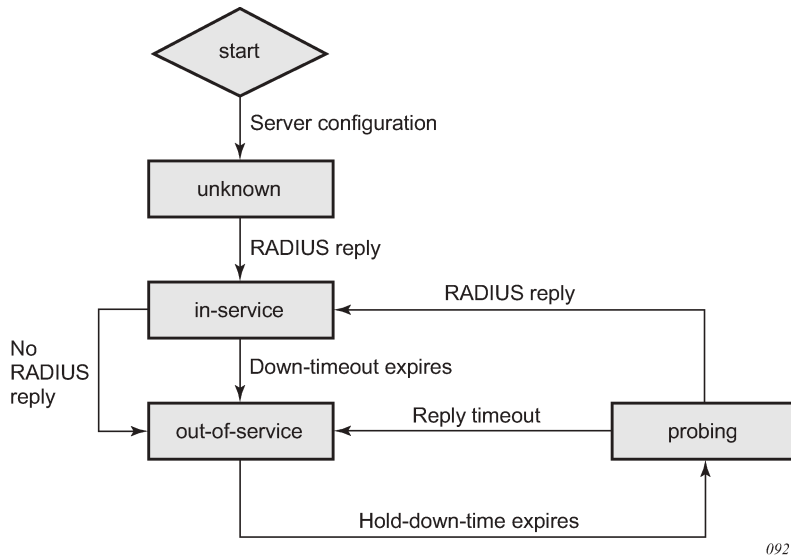 start
Server configuration
unknown
RADIUS reply
in-service
RADIUS reply
No
RADIUS
reply
Down-timeout expires
out-of-service
Reply timeout
probing
Hold-down-time expires
092